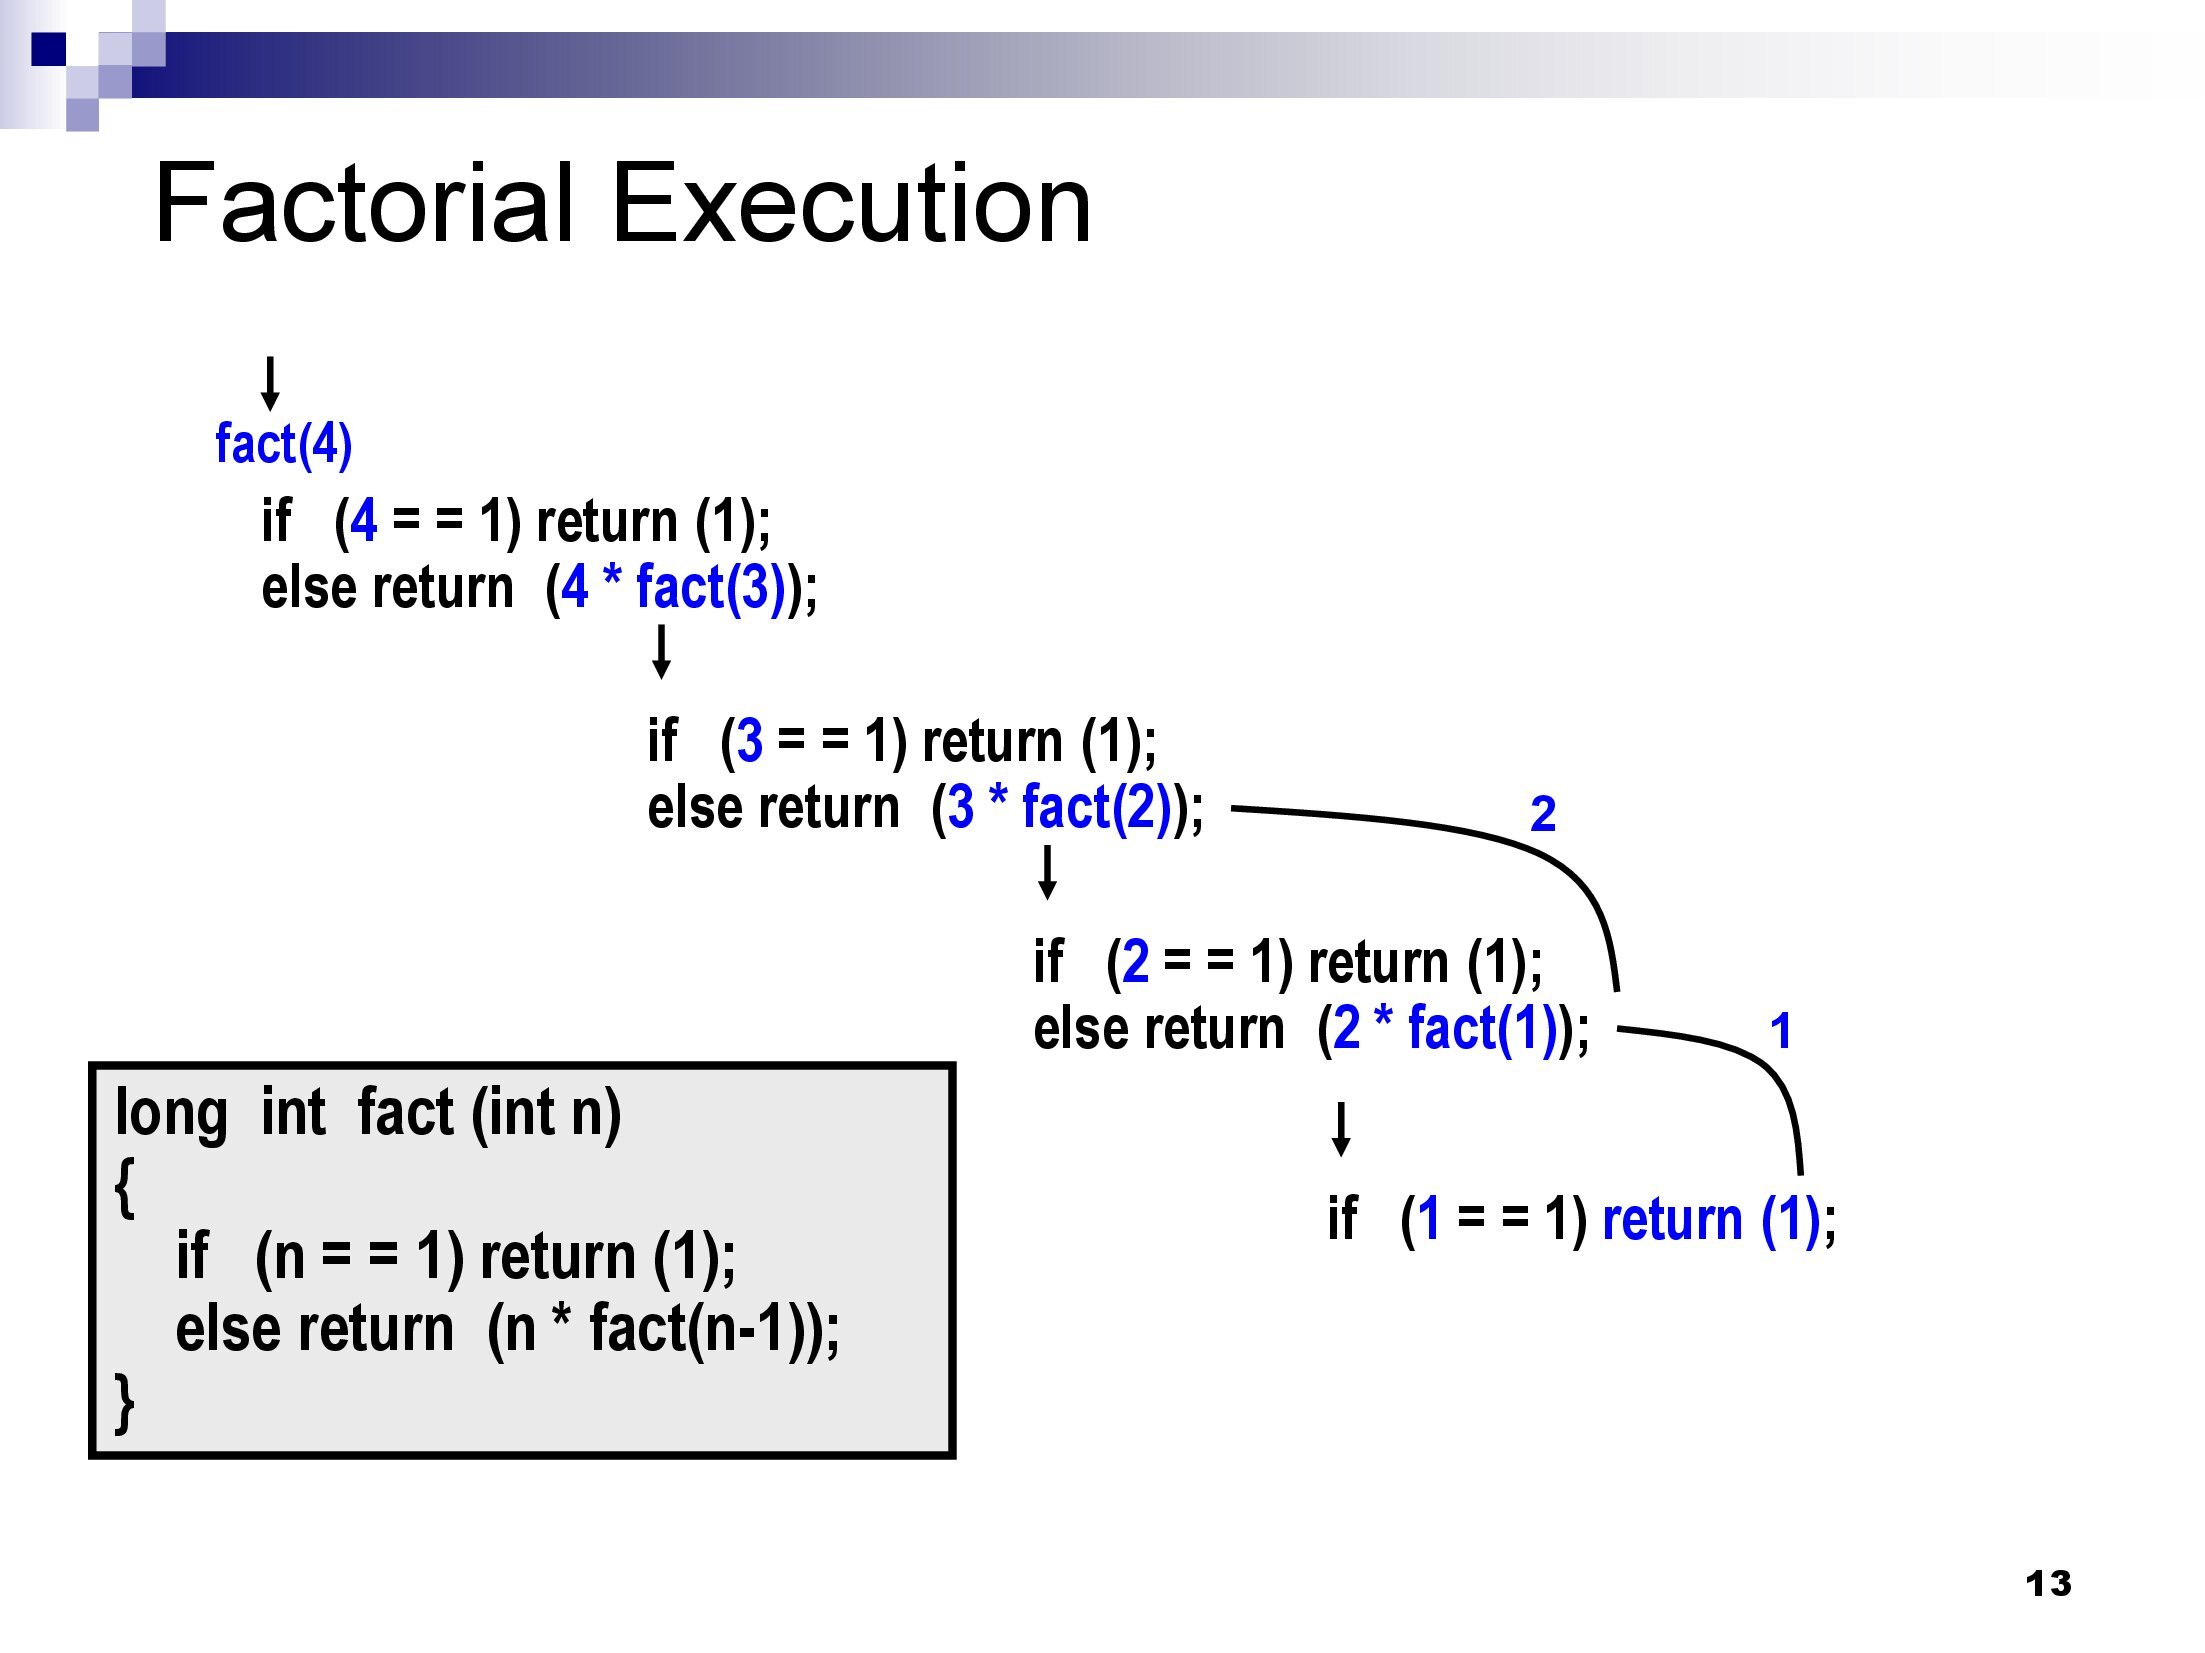 Factorial Execution
fact(4)
if (4 = = 1) return (1);
else return (4 * fact(3));
if (3 = = 1) return (1);
else return (3 * fact(2));
2
if (2 = = 1) return (1);
else return (2 * fact(1));
1
if (1 = = 1) return (1);
long int fact (int n)
{
if (n = = 1) return (1);
else return (n * fact(n-1));
}
13